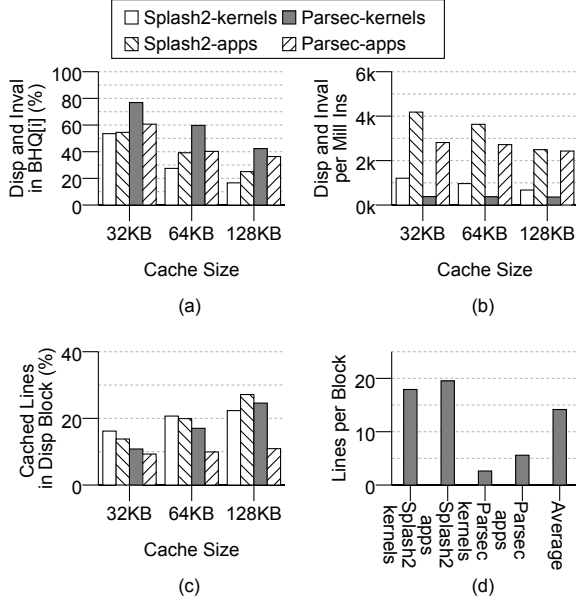 Splash2-kernels
Parsec-kernels
Splash2-apps
Parsec-apps
Disp and Inval
in BHQ[i] (%)
100
80
60
40
20
0
32KB 64KB 128KB
Cache Size
(a)
Disp and Inval
per Mill Ins
6k
4k
2k
0k
32KB 64KB 128KB
Cache Size
(b)
Cached Lines
in Disp Block (%)
40
20
0
32KB 64KB 128KB
Cache Size
(c)
Lines per Block
20
10
0
Splash2
kernels
Splash2
apps
Parsec
kernels
Parsec
apps
Average
(d)